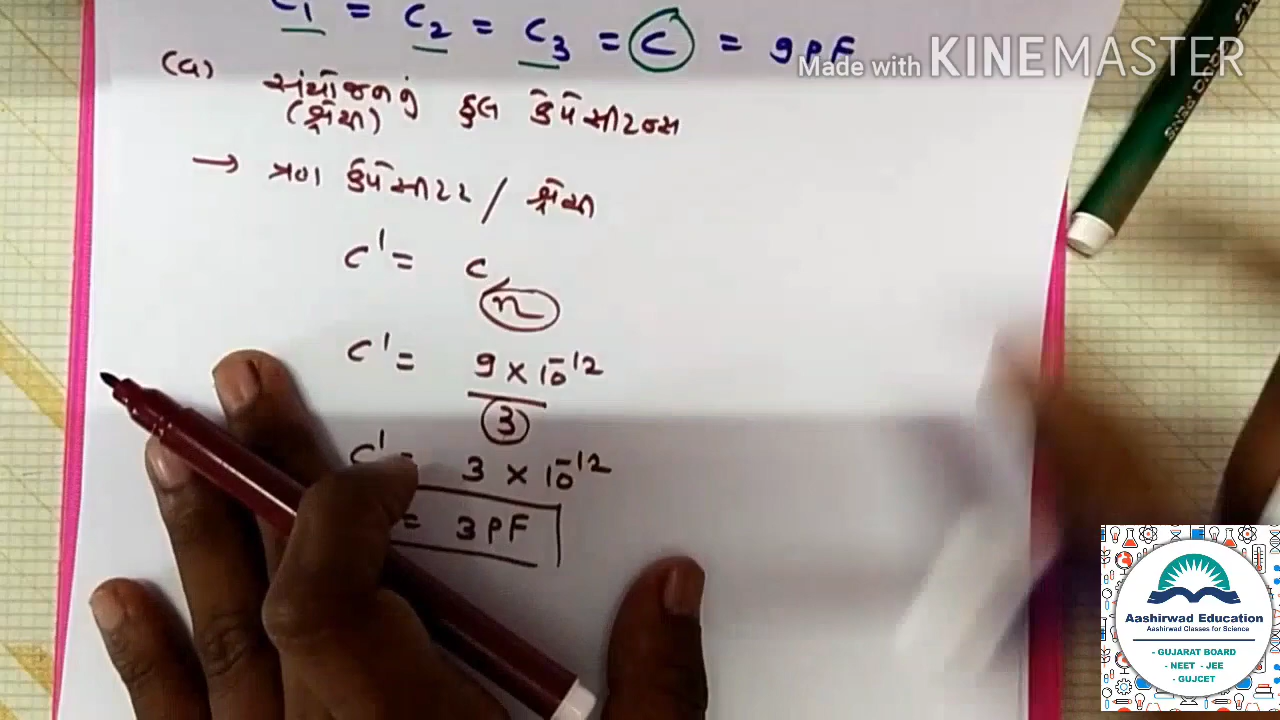 C1 = C2 = C3 = C = 9 PF
Made with KINEMASTER
(a) સંયોજનનું કુલ કેપેસીટન્સ
(શ્રેણી)
→ ત્રણ કેપેસીટર / શ્રેણી
C' = C
n
C' = 9 × 10⁻¹²
3
C' = 3 × 10⁻¹²
= 3 PF
Aashirwad Education
Aashirwad Classes for Science
- GUJARAT BOARD
- NEET - JEE
- GUJCET